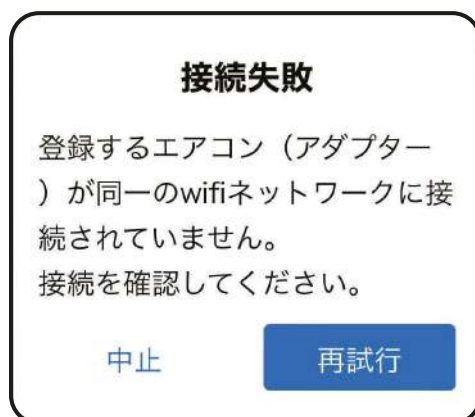 接続失敗
登録するエアコン（アダプター
）が同一のwifiネットワークに接
続されていません。
接続を確認してください。
中止
再試行